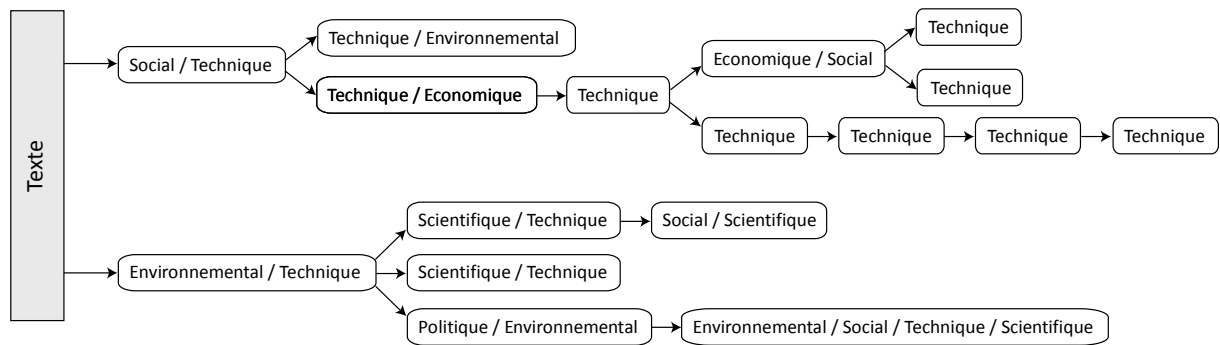 Texte
Social / Technique
Technique / Environnemental
Technique / Economique
Technique
Economique / Social
Technique
Technique
Technique
Technique
Technique
Technique
Environnemental / Technique
Scientifique / Technique
Social / Scientifique
Scientifique / Technique
Politique / Environnemental
Environnemental / Social / Technique / Scientifique